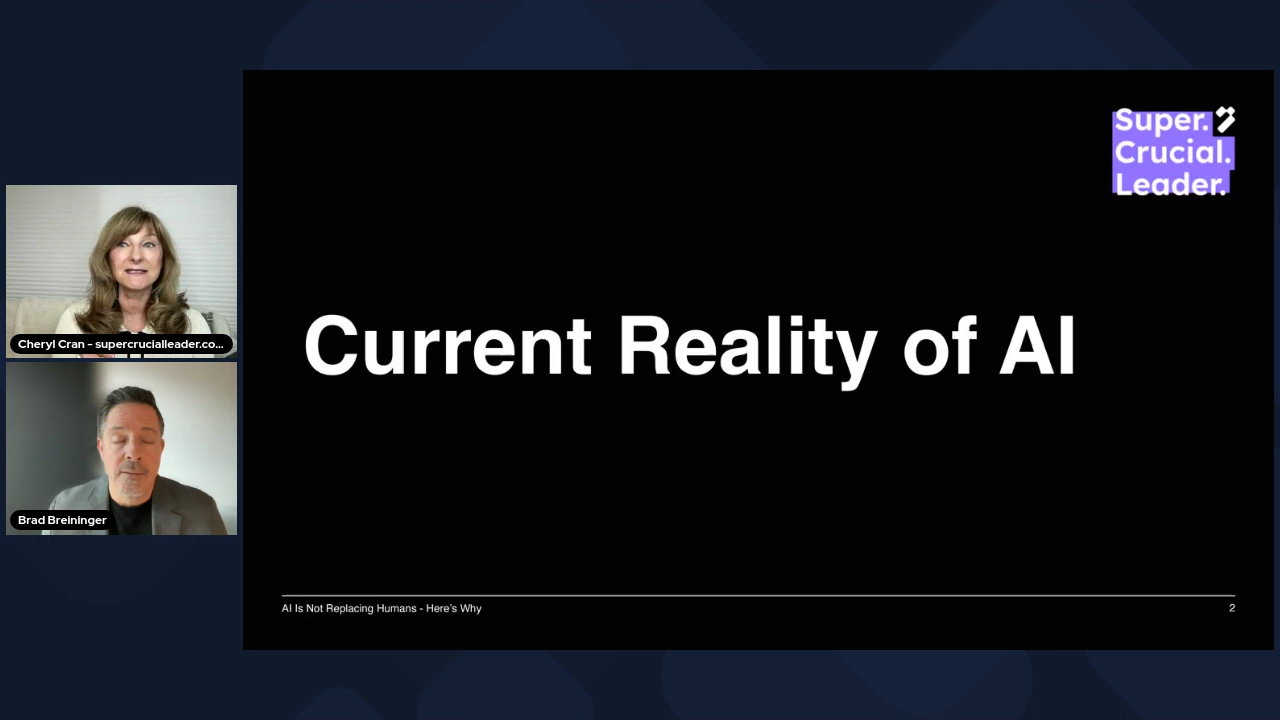 Super.
Crucial.
Leader.
Current Reality of AI
Cheryl Cran – supercrucialleader.co...
Brad Breininger
AI Is Not Replacing Humans - Here's Why
2